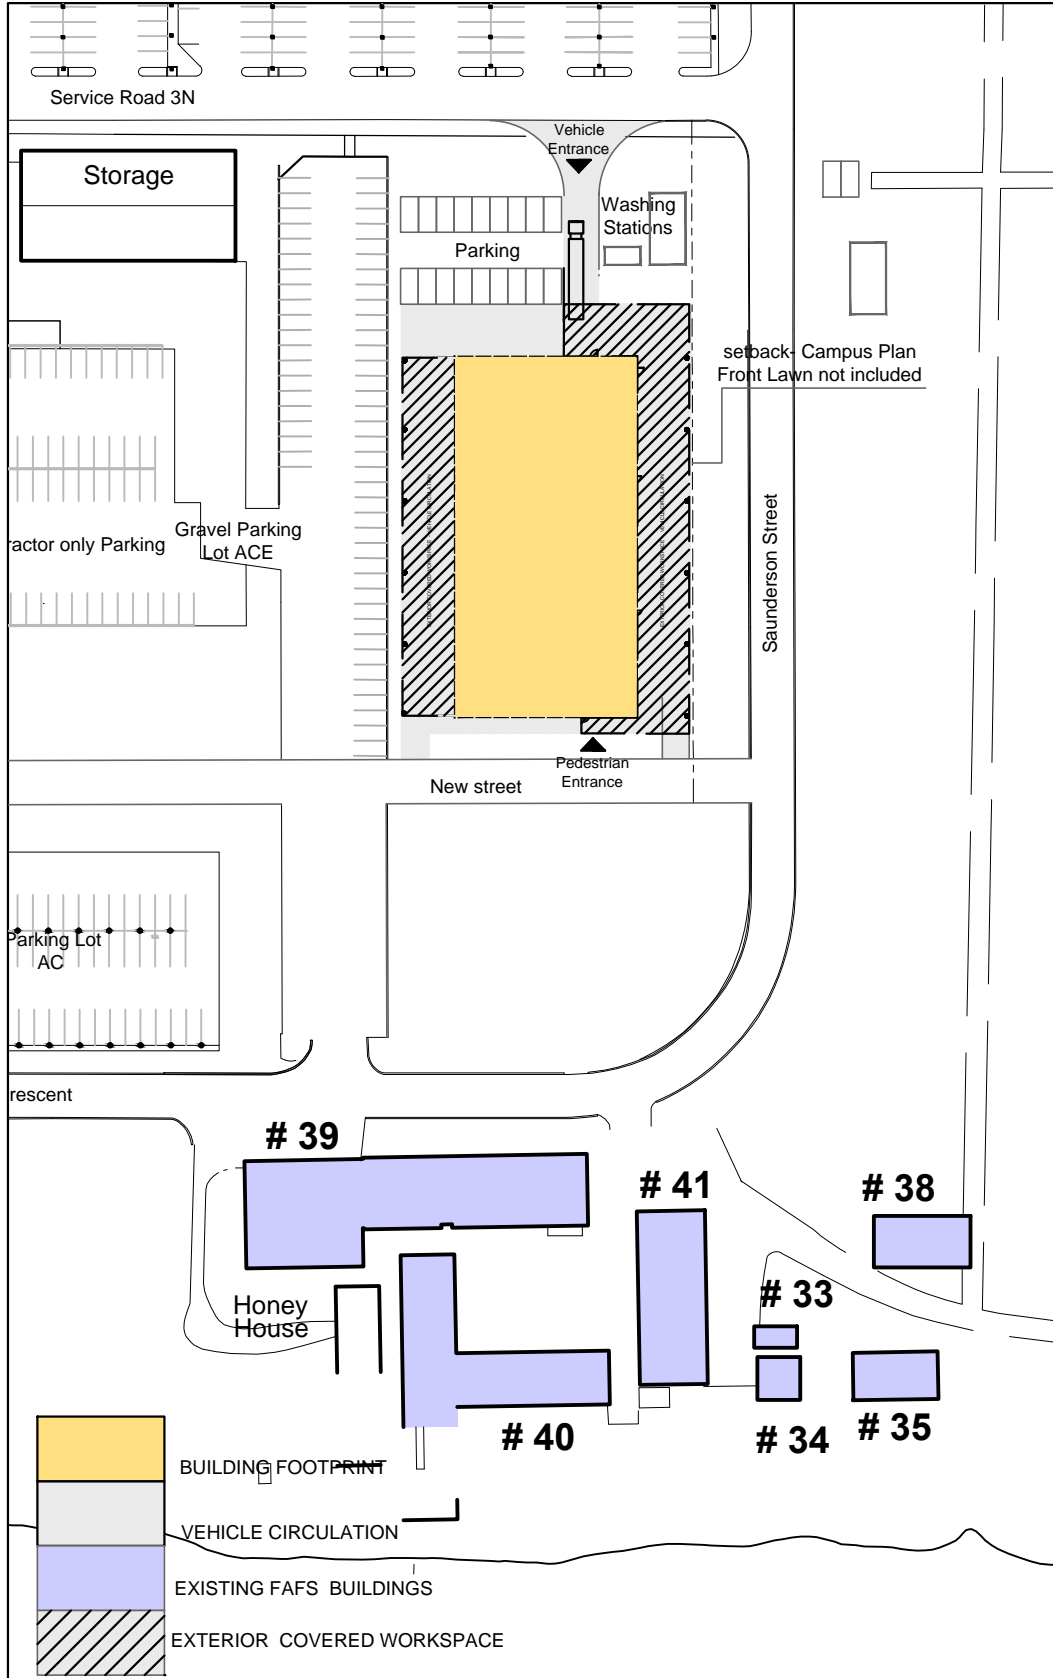 Service Road 3N
Vehicle
Entrance
Storage
Washing
Stations
Parking
setback- Campus Plan
Front Lawn not included
Saunderson Street
ractor only Parking
Gravel Parking
Lot ACE
Pedestrian
Entrance
New street
Parking Lot
AC
rescent
# 39
# 41
# 38
# 33
Honey
House
# 40
# 34
# 35
BUILDING FOOTPRINT
VEHICLE CIRCULATION
EXISTING FAFS BUILDINGS
EXTERIOR COVERED WORKSPACE